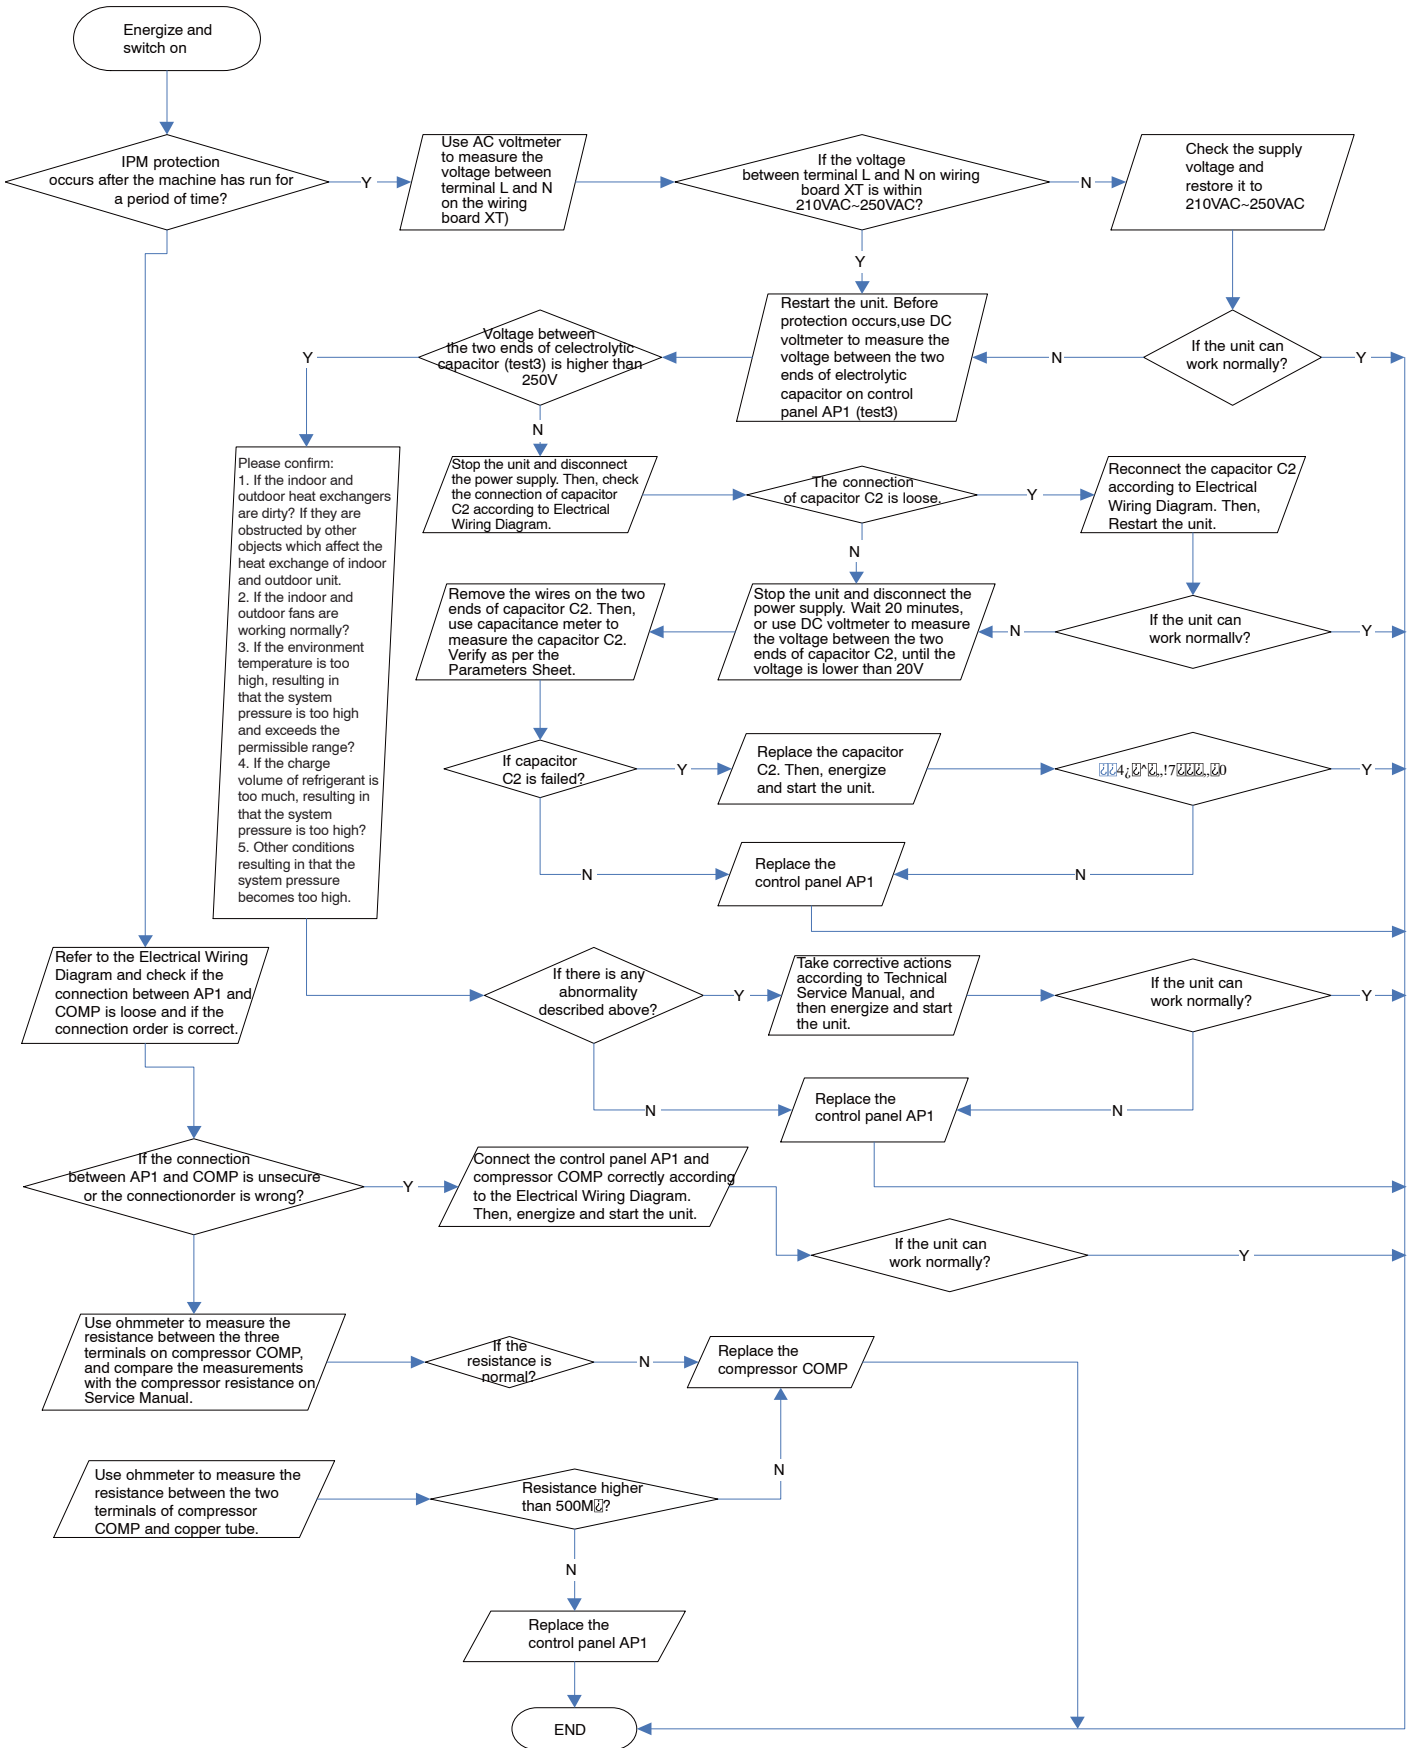 Energize and
switch on
IPM protection
occurs after the machine has run for
a period of time?
Y
Use AC voltmeter
to measure the
voltage between
terminal L and N
on the wiring
board XT)
If the voltage
between terminal L and N on wiring
board XT is within
210VAC~250VAC?
N
Check the supply
voltage and
restore it to
210VAC~250VAC
Y
Voltage between
the two ends of celectrolytic
capacitor (test3) is higher than
250V
Y
Restart the unit. Before
protection occurs,use DC
voltmeter to measure the
voltage between the two
ends of electrolytic
capacitor on control
panel AP1 (test3)
N
If the unit can
work normally?
Y
N
Please confirm:
1. If the indoor and
outdoor heat exchangers
are dirty? If they are
obstructed by other
objects which affect the
heat exchange of indoor
and outdoor unit.
2. If the indoor and
outdoor fans are
working normally?
3. If the environment
temperature is too
high, resulting in
that the system
pressure is too high
and exceeds the
permissible range?
4. If the charge
volume of refrigerant is
too much, resulting in
that the system
pressure is too high?
5. Other conditions
resulting in that the
system pressure
becomes too high.
Stop the unit and disconnect
the power supply. Then, check
the connection of capacitor
C2 according to Electrical
Wiring Diagram.
The connection
of capacitor C2 is loose.
Y
Reconnect the capacitor C2
according to Electrical
Wiring Diagram. Then,
Restart the unit.
N
Remove the wires on the two
ends of capacitor C2. Then,
use capacitance meter to
measure the capacitor C2.
Verify as per the
Parameters Sheet.
Stop the unit and disconnect the
power supply. Wait 20 minutes,
or use DC voltmeter to measure
the voltage between the two
ends of capacitor C2, until the
voltage is lower than 20V
N
If the unit can
work normallv?
Y
If capacitor
C2 is failed?
Y
Replace the capacitor
C2. Then, energize
and start the unit.
Y
N
Replace the
control panel AP1
N
Refer to the Electrical Wiring
Diagram and check if the
connection between AP1 and
COMP is loose and if the
connection order is correct.
If there is any
abnormality
described above?
Y
Take corrective actions
according to Technical
Service Manual, and
then energize and start
the unit.
If the unit can
work normally?
Y
N
Replace the
control panel AP1
N
If the connection
between AP1 and COMP is unsecure
or the connectionorder is wrong?
Y
Connect the control panel AP1 and
compressor COMP correctly according
to the Electrical Wiring Diagram.
Then, energize and start the unit.
If the unit can
work normally?
Y
Use ohmmeter to measure the
resistance between the three
terminals on compressor COMP,
and compare the measurements
with the compressor resistance on
Service Manual.
If the
resistance is
normal?
N
Replace the
compressor COMP
N
Use ohmmeter to measure the
resistance between the two
terminals of compressor
COMP and copper tube.
Resistance higher
than
N
Replace the
control panel AP1
END